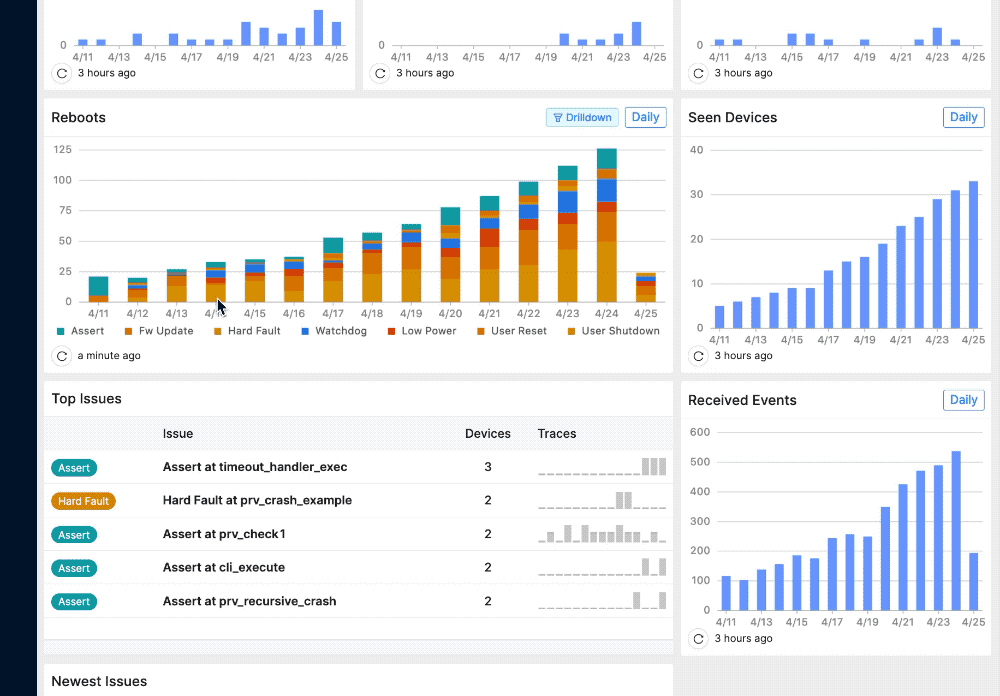 0
4/11 4/13 4/15 4/17 4/19 4/21 4/23 4/25
3 hours ago
0
4/11 4/13 4/15 4/17 4/19 4/21 4/23 4/25
3 hours ago
0
4/11 4/13 4/15 4/17 4/19 4/21 4/23 4/25
3 hours ago
Reboots
Drilldown
Daily
125
100
75
50
25
0
4/11 4/12 4/13 4/15 4/16 4/17 4/18 4/19 4/20 4/21 4/22 4/23 4/24 4/25
Assert Fw Update Hard Fault Watchdog Low Power User Reset User Shutdown
a minute ago
Seen Devices
Daily
40
30
20
10
0
4/11 4/13 4/15 4/17 4/19 4/21 4/23 4/25
3 hours ago
Top Issues
Issue Devices Traces
Assert Assert at timeout_handler_exec 3
Hard Fault Hard Fault at prv_crash_example 2
Assert Assert at prv_check1 2
Assert Assert at cli_execute 2
Assert Assert at prv_recursive_crash 2
Received Events
Daily
600
500
400
300
200
100
0
4/11 4/13 4/15 4/17 4/19 4/21 4/23 4/25
3 hours ago
Newest Issues